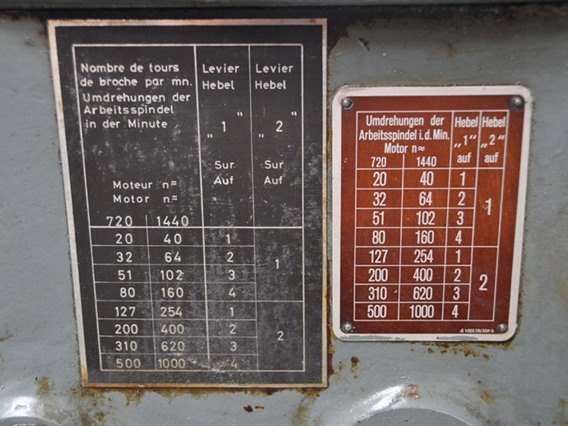 Nombre de tours Levier Levier
de broche par mn. Hebel Hebel
Umdrehungen der
Arbeitsspindel „1" „2"
in der Minute
Sur Sur
Moteur n≈ Auf Auf
Motor n≈
720 1440
20 40 1 1
32 64 2
51 102 3
80 160 4
127 254 1 2
200 400 2
310 620 3
500 1000 4
Umdrehungen der Hebel Hebel
Arbeitsspindel i.d. Min. „1" „2"
Motor n≈ auf auf
720 1440
20 40 1 1
32 64 2
51 102 3
80 160 4
127 254 1 2
200 400 2
310 620 3
500 1000 4